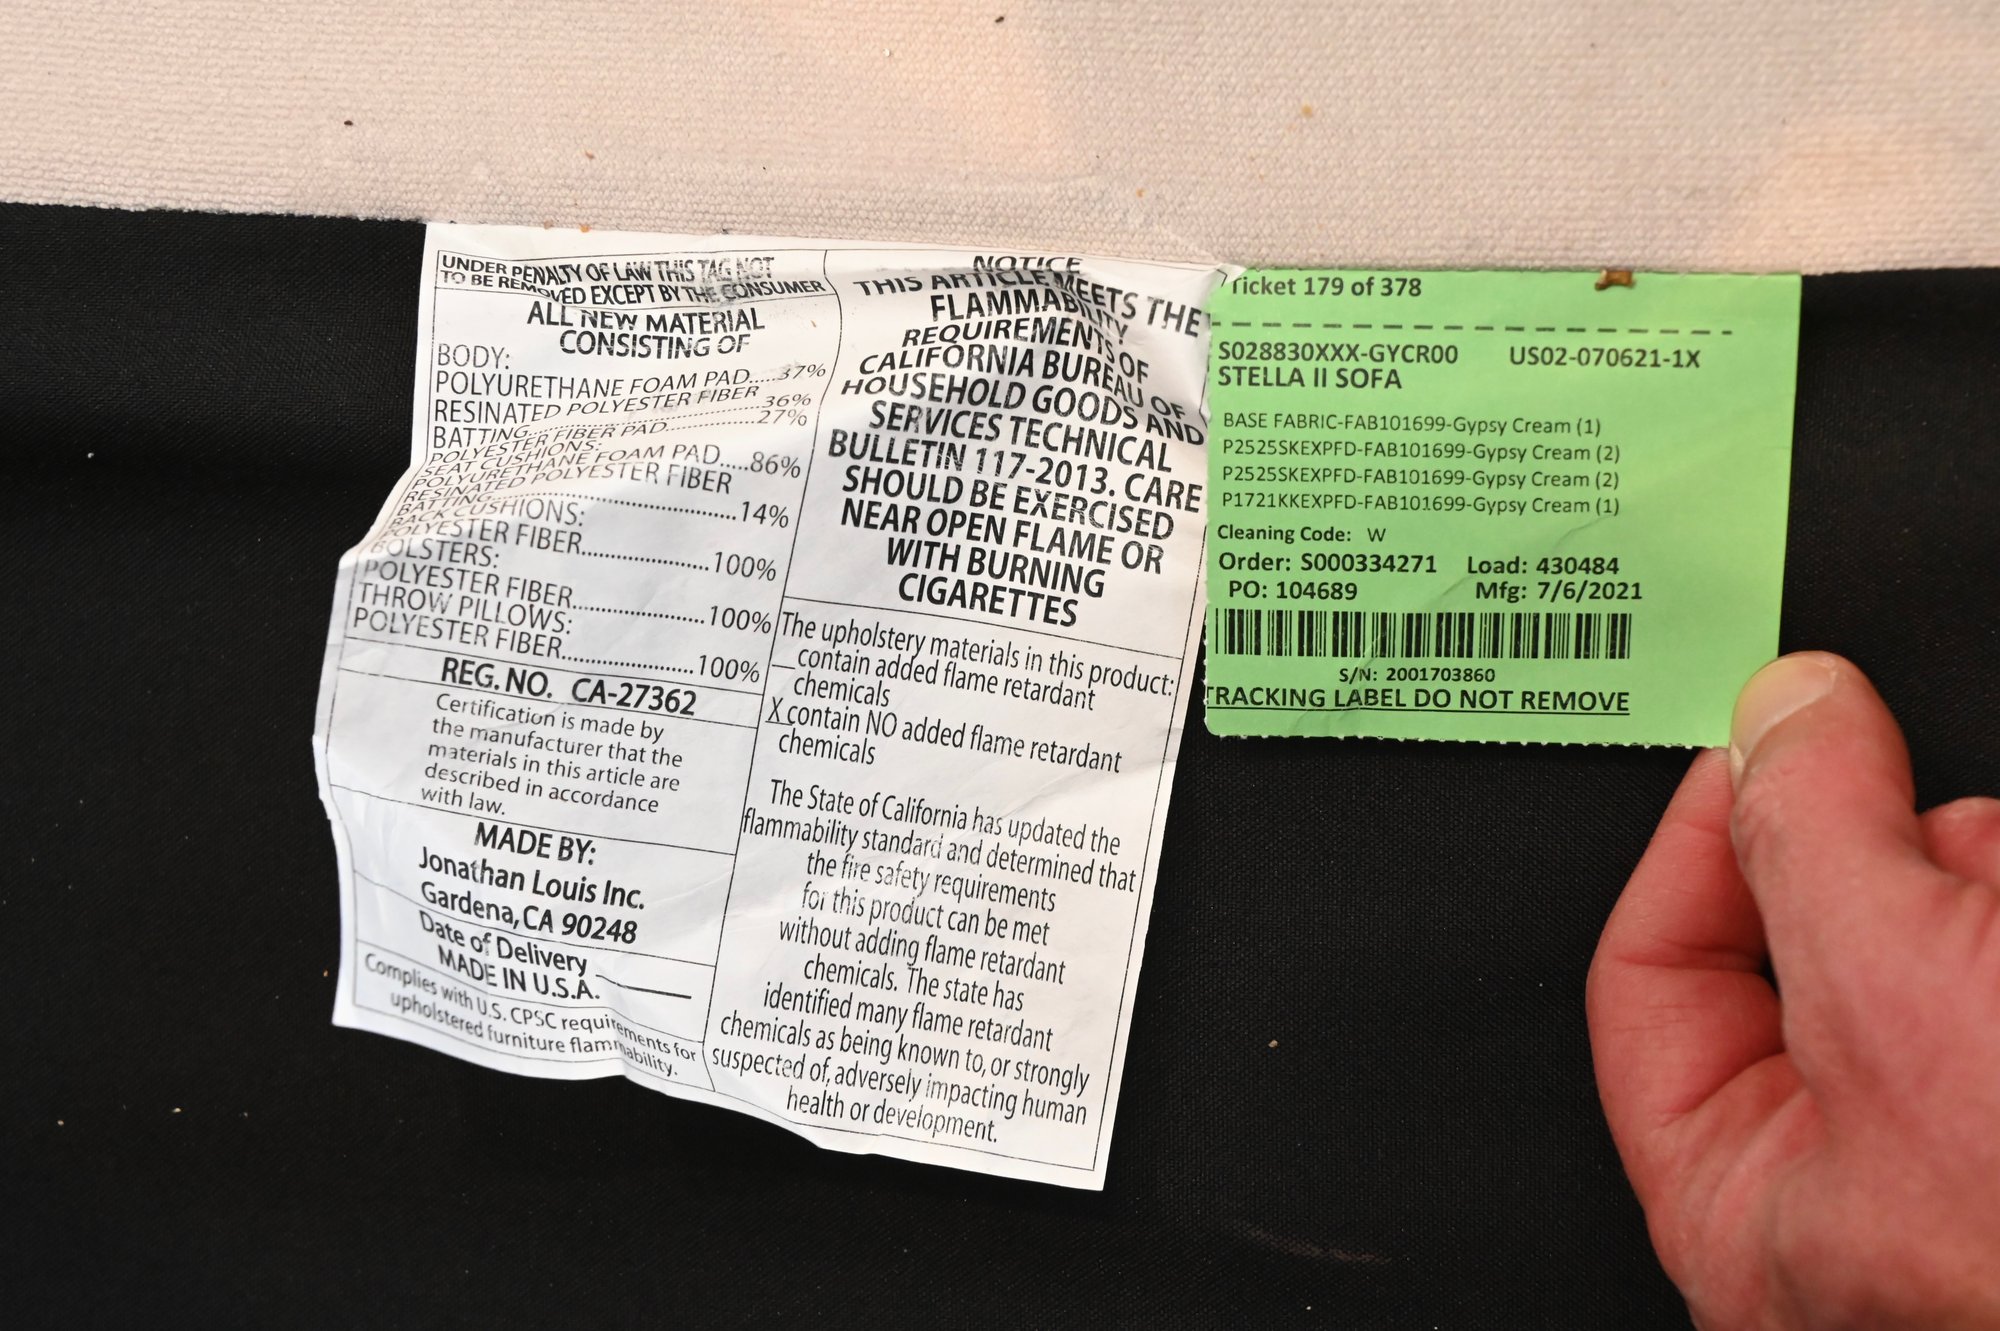 UNDER PENALTY OF LAW THIS TAG NOT
TO BE REMOVED EXCEPT BY THE CONSUMER
ALL NEW MATERIAL
CONSISTING OF
BODY:
POLYURETHANE FOAM PAD.....37%
RESINATED POLYESTER FIBER
BATTING..............................36%
POLYESTER FIBER PAD..............27%
SEAT CUSHIONS:
POLYURETHANE FOAM PAD.....86%
RESINATED POLYESTER FIBER
BATTING..............................14%
BACK CUSHIONS:
POLYESTER FIBER..................100%
BOLSTERS:
POLYESTER FIBER..................100%
THROW PILLOWS:
POLYESTER FIBER..................100%
REG. NO. CA-27362
Certification is made by
the manufacturer that the
materials in this article are
described in accordance
with law.
MADE BY:
Jonathan Louis Inc.
Gardena, CA 90248
Date of Delivery ________
MADE IN U.S.A.
Complies with U.S. CPSC requirements for
upholstered furniture flammability.
NOTICE
THIS ARTICLE MEETS THE
FLAMMABILITY
REQUIREMENTS OF
CALIFORNIA BUREAU OF
HOUSEHOLD GOODS AND
SERVICES TECHNICAL
BULLETIN 117-2013. CARE
SHOULD BE EXERCISED
NEAR OPEN FLAME OR
WITH BURNING
CIGARETTES
The upholstery materials in this product:
__contain added flame retardant
chemicals
X contain NO added flame retardant
chemicals
The State of California has updated the
flammability standard and determined that
the fire safety requirements
for this product can be met
without adding flame retardant
chemicals. The state has
identified many flame retardant
chemicals as being known to, or strongly
suspected of, adversely impacting human
health or development.
Ticket 179 of 378
S028830XXX-GYCR00 US02-070621-1X
STELLA II SOFA
BASE FABRIC-FAB101699-Gypsy Cream (1)
P2525SKEXPFD-FAB101699-Gypsy Cream (2)
P2525SKEXPFD-FAB101699-Gypsy Cream (2)
P1721KKEXPFD-FAB101699-Gypsy Cream (1)
Cleaning Code: W
Order: S000334271 Load: 430484
PO: 104689 Mfg: 7/6/2021
S/N: 2001703860
TRACKING LABEL DO NOT REMOVE